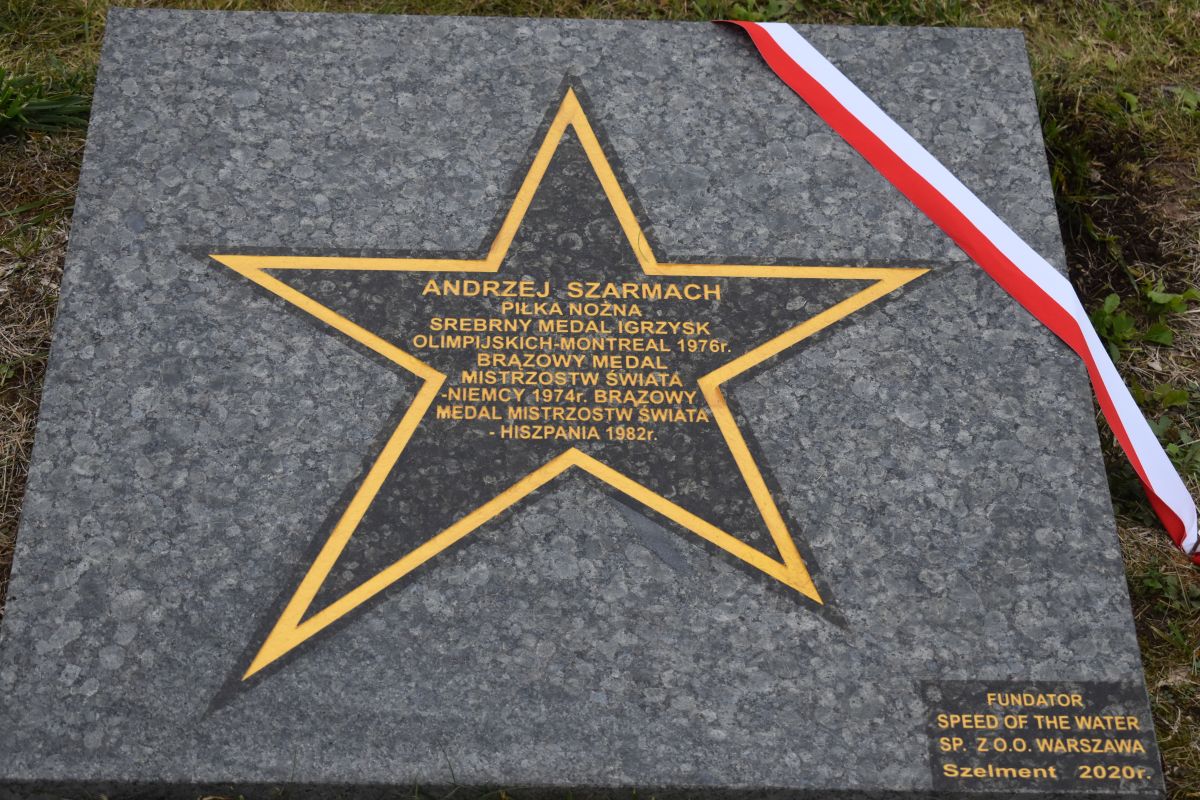 ANDRZEJ SZARMACH
PIŁKA NOŻNA
SREBRNY MEDAL IGRZYSK
OLIMPIJSKICH-MONTREAL 1976r.
BRĄZOWY MEDAL
MISTRZOSTW ŚWIATA
-NIEMCY 1974r. BRĄZOWY
MEDAL MISTRZOSTW ŚWIATA
- HISZPANIA 1982r.
FUNDATOR
SPEED OF THE WATER
SP. Z O.O. WARSZAWA
Szelment 2020r.